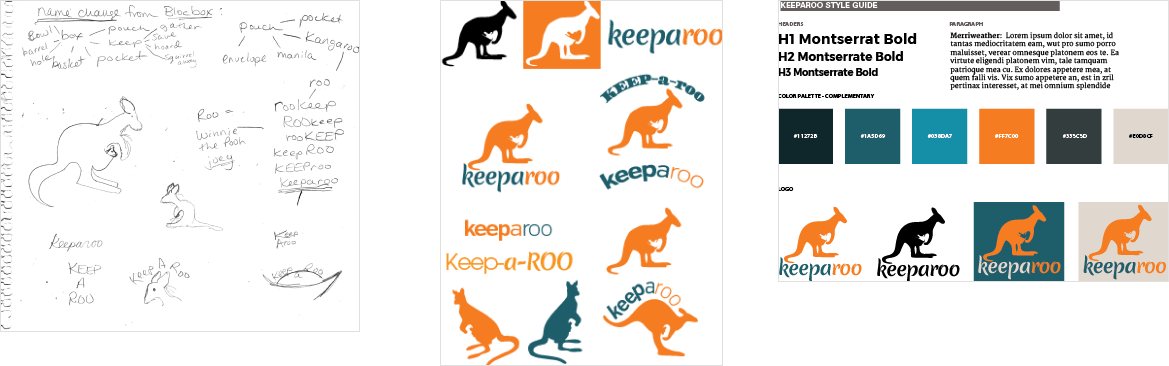 name change from Blocbox:
Bowl
box
pouch
gather
save
keep
hoard
squirrel
away
barrel
hole
basket
pocket
pouch
pocket
Kangaroo
envelope
manila
roo
rooKeep
ROOkeep
rooKEEP
keepROO
KEEProo
Keeparoo
Roo =
Winnie
the Pooh
joey
Keeparoo
KEEP
A
ROO
KEEP A ROO
Keep
Aroo
Keep-a-Roo
keeparoo
KEEP-a-ROO
keeparoo
keeparoo
keeparoo
Keep-a-ROO
keeparoo
KEEPAROO STYLE GUIDE
HEADERS
H1 Montserrat Bold
H2 Montserrate Bold
H3 Montserrate Bold
PARAGRAPH
Merriweather: Lorem ipsum dolor sit amet, id
tantas mediocritatem eam, wut pro sumo porro
maluisset, verear omnesque platonem eos te. Ea
virtute eligendi platonem vim, tale tamquam
patrioque mea cu. Ex dolores appetere mea, at
quem falli vis. Vix sumo appetere an, est in zril
pertinax interesset, at mei omnium splendide
COLOR PALETTE - COMPLEMENTARY
#11272B
#1A5D69
#FF7C00
#335C5D
LOGO
keeparoo
keeparoo
keeparoo
keeparoo